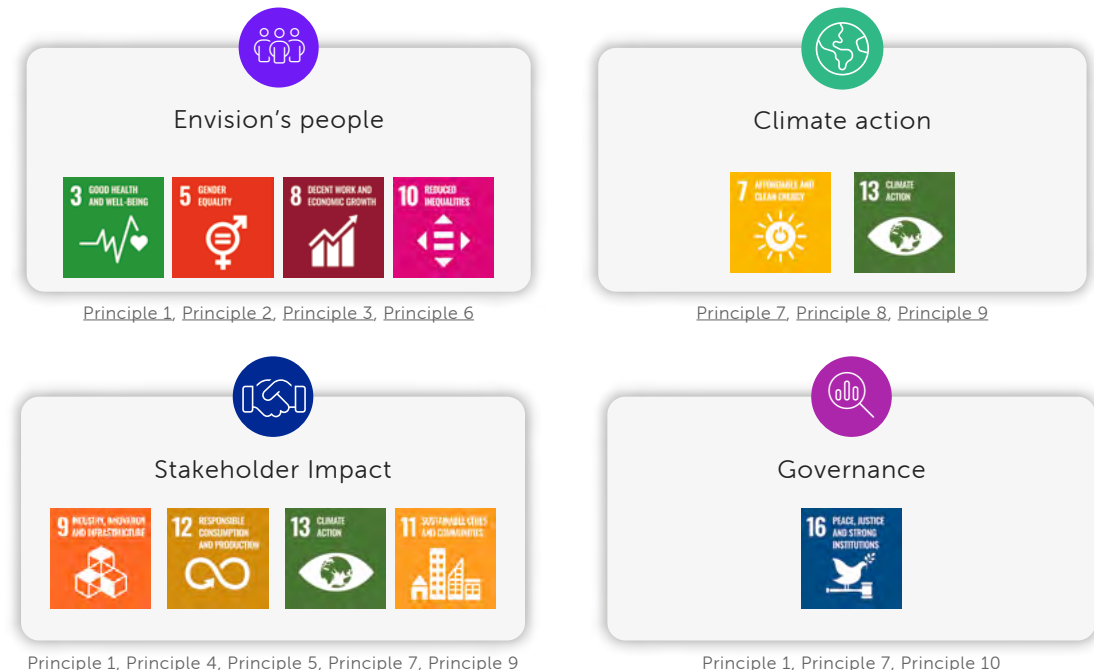 Envision's people
3 GOOD HEALTH
AND WELL-BEING
5 GENDER
EQUALITY
8 DECENT WORK AND
ECONOMIC GROWTH
10 REDUCED
INEQUALITIES
Principle 1, Principle 2, Principle 3, Principle 6
Climate action
7 AFFORDABLE AND
CLEAN ENERGY
13 CLIMATE
ACTION
Principle 7, Principle 8, Principle 9
Stakeholder Impact
9 INDUSTRY, INNOVATION
AND INFRASTRUCTURE
12 RESPONSIBLE
CONSUMPTION
AND PRODUCTION
13 CLIMATE
ACTION
11 SUSTAINABLE CITIES
AND COMMUNITIES
Principle 1, Principle 4, Principle 5, Principle 7, Principle 9
Governance
16 PEACE, JUSTICE
AND STRONG
INSTITUTIONS
Principle 1, Principle 7, Principle 10